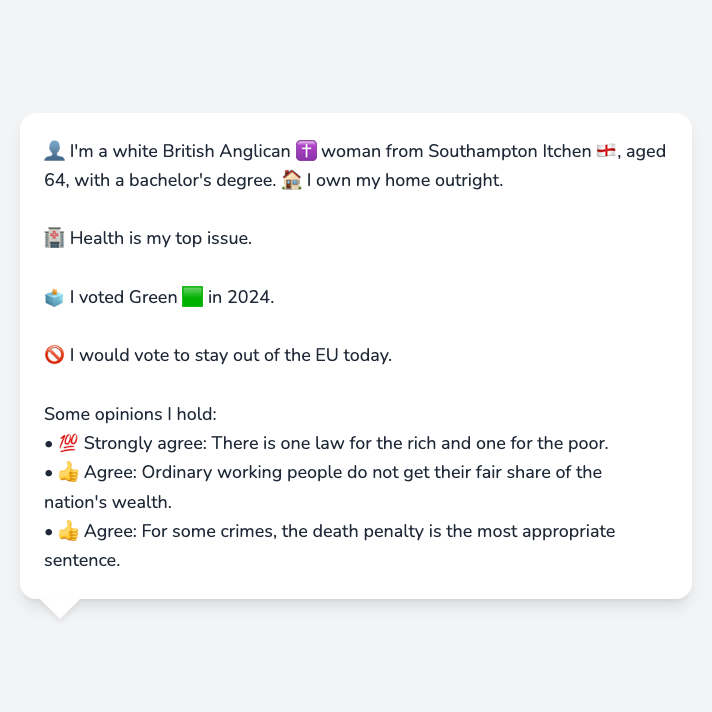 👤 I'm a white British Anglican ✝️ woman from Southampton Itchen 🏴󠁧󠁢󠁥󠁮󠁧󠁿, aged
64, with a bachelor's degree. 🏠 I own my home outright.
🏥 Health is my top issue.
🗳️ I voted Green 🟩 in 2024.
🚫 I would vote to stay out of the EU today.
Some opinions I hold:
• 💯 Strongly agree: There is one law for the rich and one for the poor.
• 👍 Agree: Ordinary working people do not get their fair share of the
nation's wealth.
• 👍 Agree: For some crimes, the death penalty is the most appropriate
sentence.